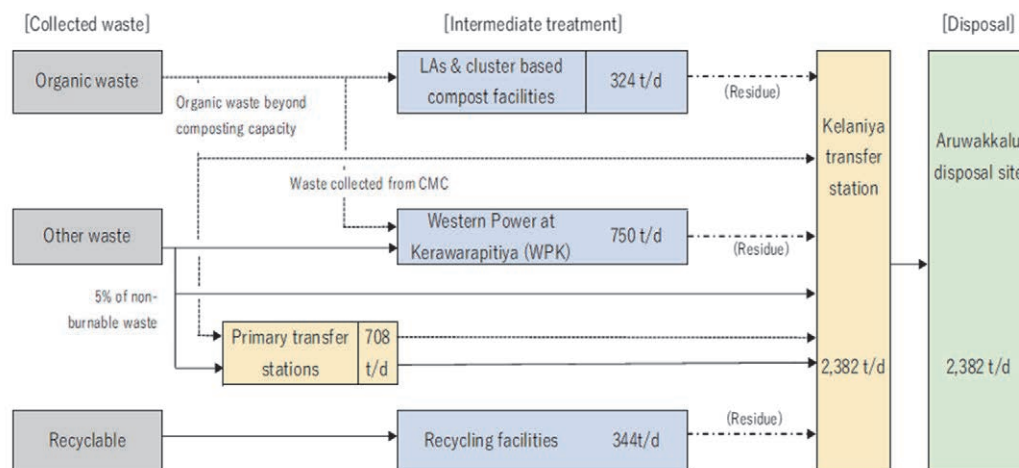 [Collected waste]
[Intermediate treatment]
[Disposal]
Organic waste
LAs & cluster based
compost facilities
324 t/d
(Residue)
Organic waste beyond
composting capacity
Kelaniya
transfer
station
Aruwakkalu
disposal site
Waste collected from CMC
Other waste
Western Power at
Kerawarapitiya (WPK)
750 t/d
(Residue)
5% of non-
burnable waste
Primary transfer
stations
708
t/d
2,382 t/d
2,382 t/d
Recyclable
Recycling facilities
344t/d
(Residue)